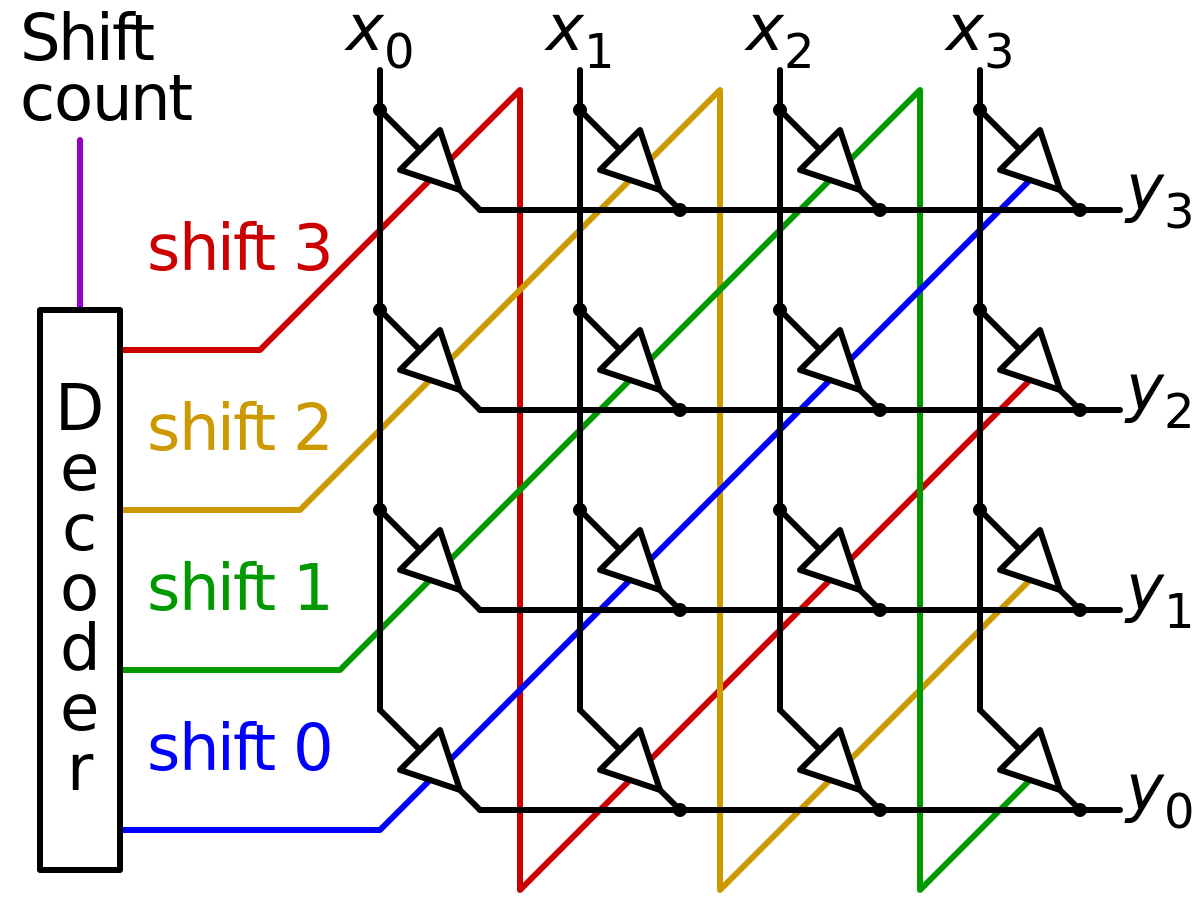 Shift
count
x0
x1
x2
x3
y3
shift 3
y2
shift 2
Decoder
shift 1
y1
shift 0
y0